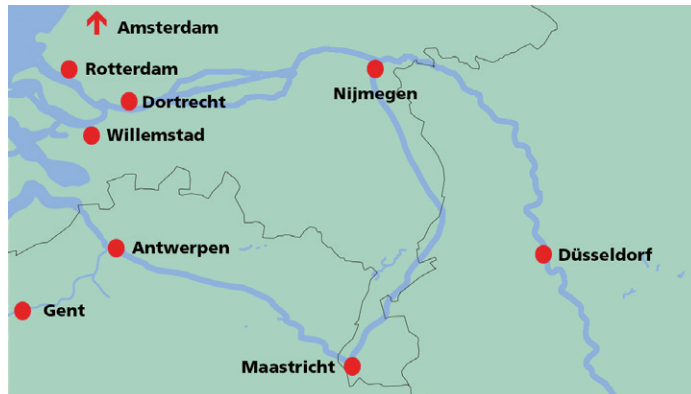 Amsterdam
Rotterdam
Nijmegen
Dortrecht
Willemstad
Antwerpen
Düsseldorf
Gent
Maastricht